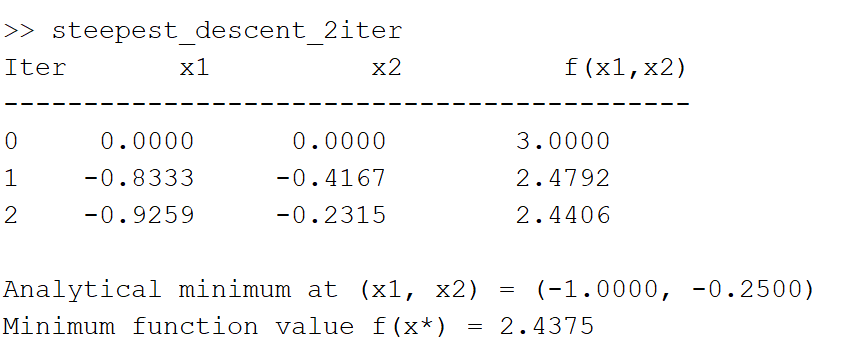 >> steepest_descent_2iter
Iter x1 x2 f(x1,x2)
-------------------------------------------
0 0.0000 0.0000 3.0000
1 -0.8333 -0.4167 2.4792
2 -0.9259 -0.2315 2.4406
Analytical minimum at (x1, x2) = (-1.0000, -0.2500)
Minimum function value f(x*) = 2.4375